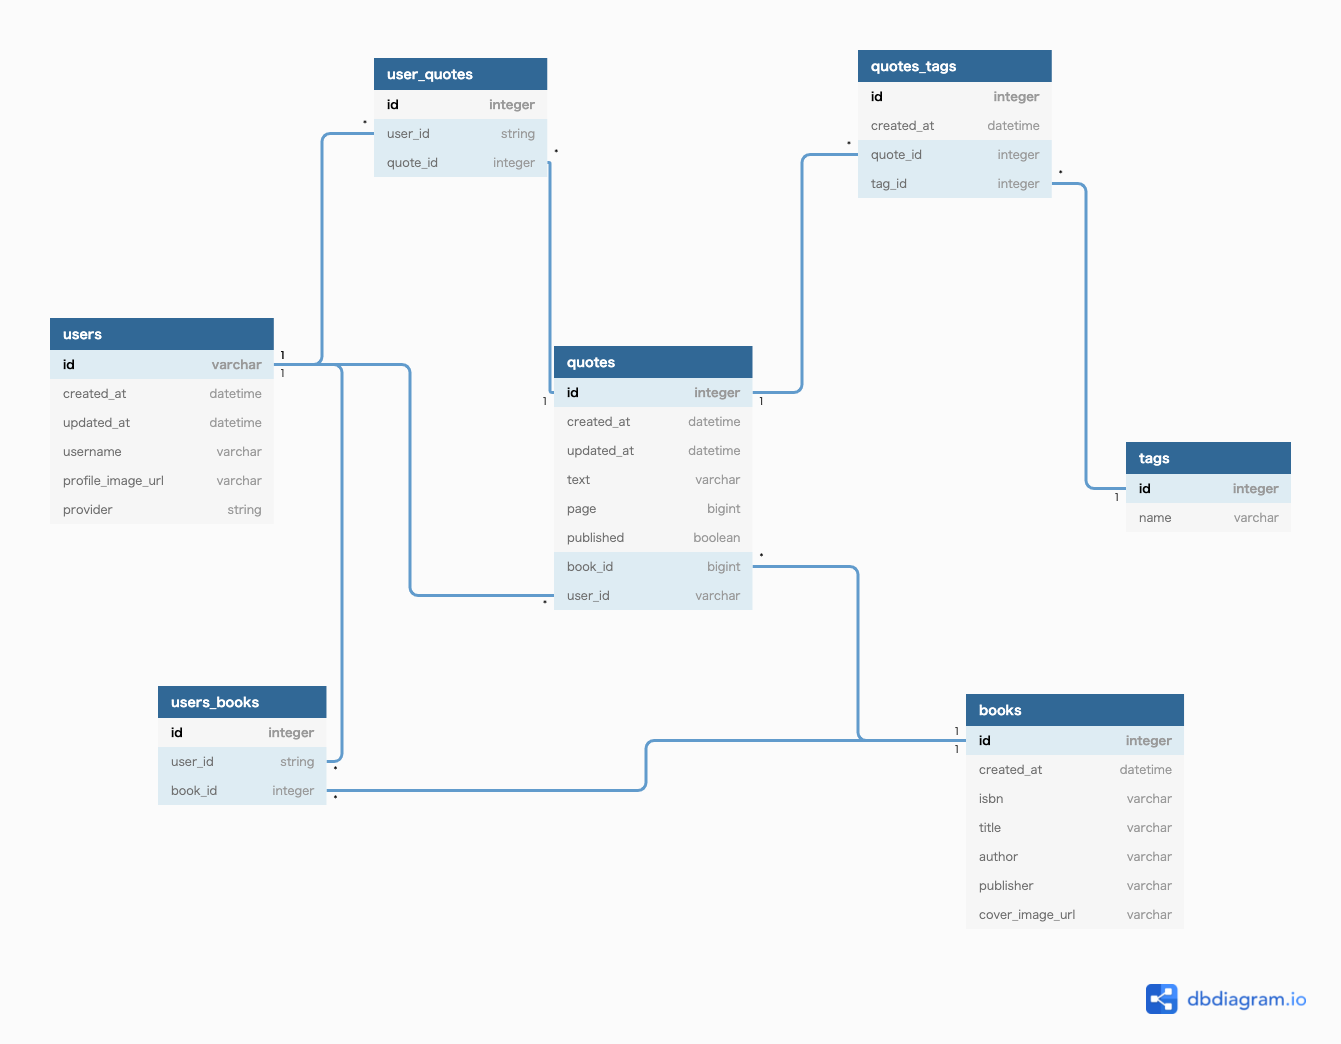 user_quotes
id integer
user_id string
quote_id integer
quotes_tags
id integer
created_at datetime
quote_id integer
tag_id integer
users
id varchar
created_at datetime
updated_at datetime
username varchar
profile_image_url varchar
provider string
quotes
id integer
created_at datetime
updated_at datetime
text varchar
page bigint
published boolean
book_id bigint
user_id varchar
tags
id integer
name varchar
users_books
id integer
user_id string
book_id integer
books
id integer
created_at datetime
isbn varchar
title varchar
author varchar
publisher varchar
cover_image_url varchar
*
*
*
*
1
1
1
1
1
*
*
1
1
*
*
dbdiagram.io